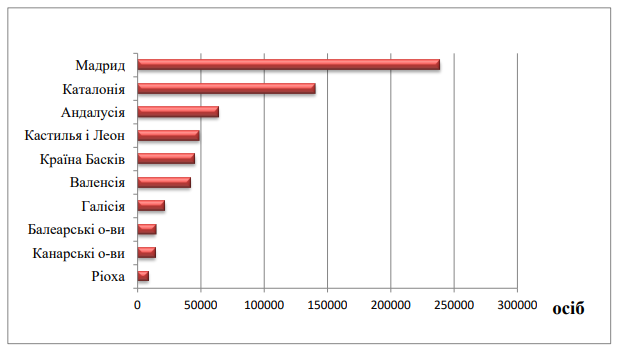 Мадрид
Каталонія
Андалусія
Кастилья і Леон
Країна Басків
Валенсія
Галісія
Балеарські о-ви
Канарські о-ви
Ріоха
0 50000 100000 150000 200000 250000 300000 осіб